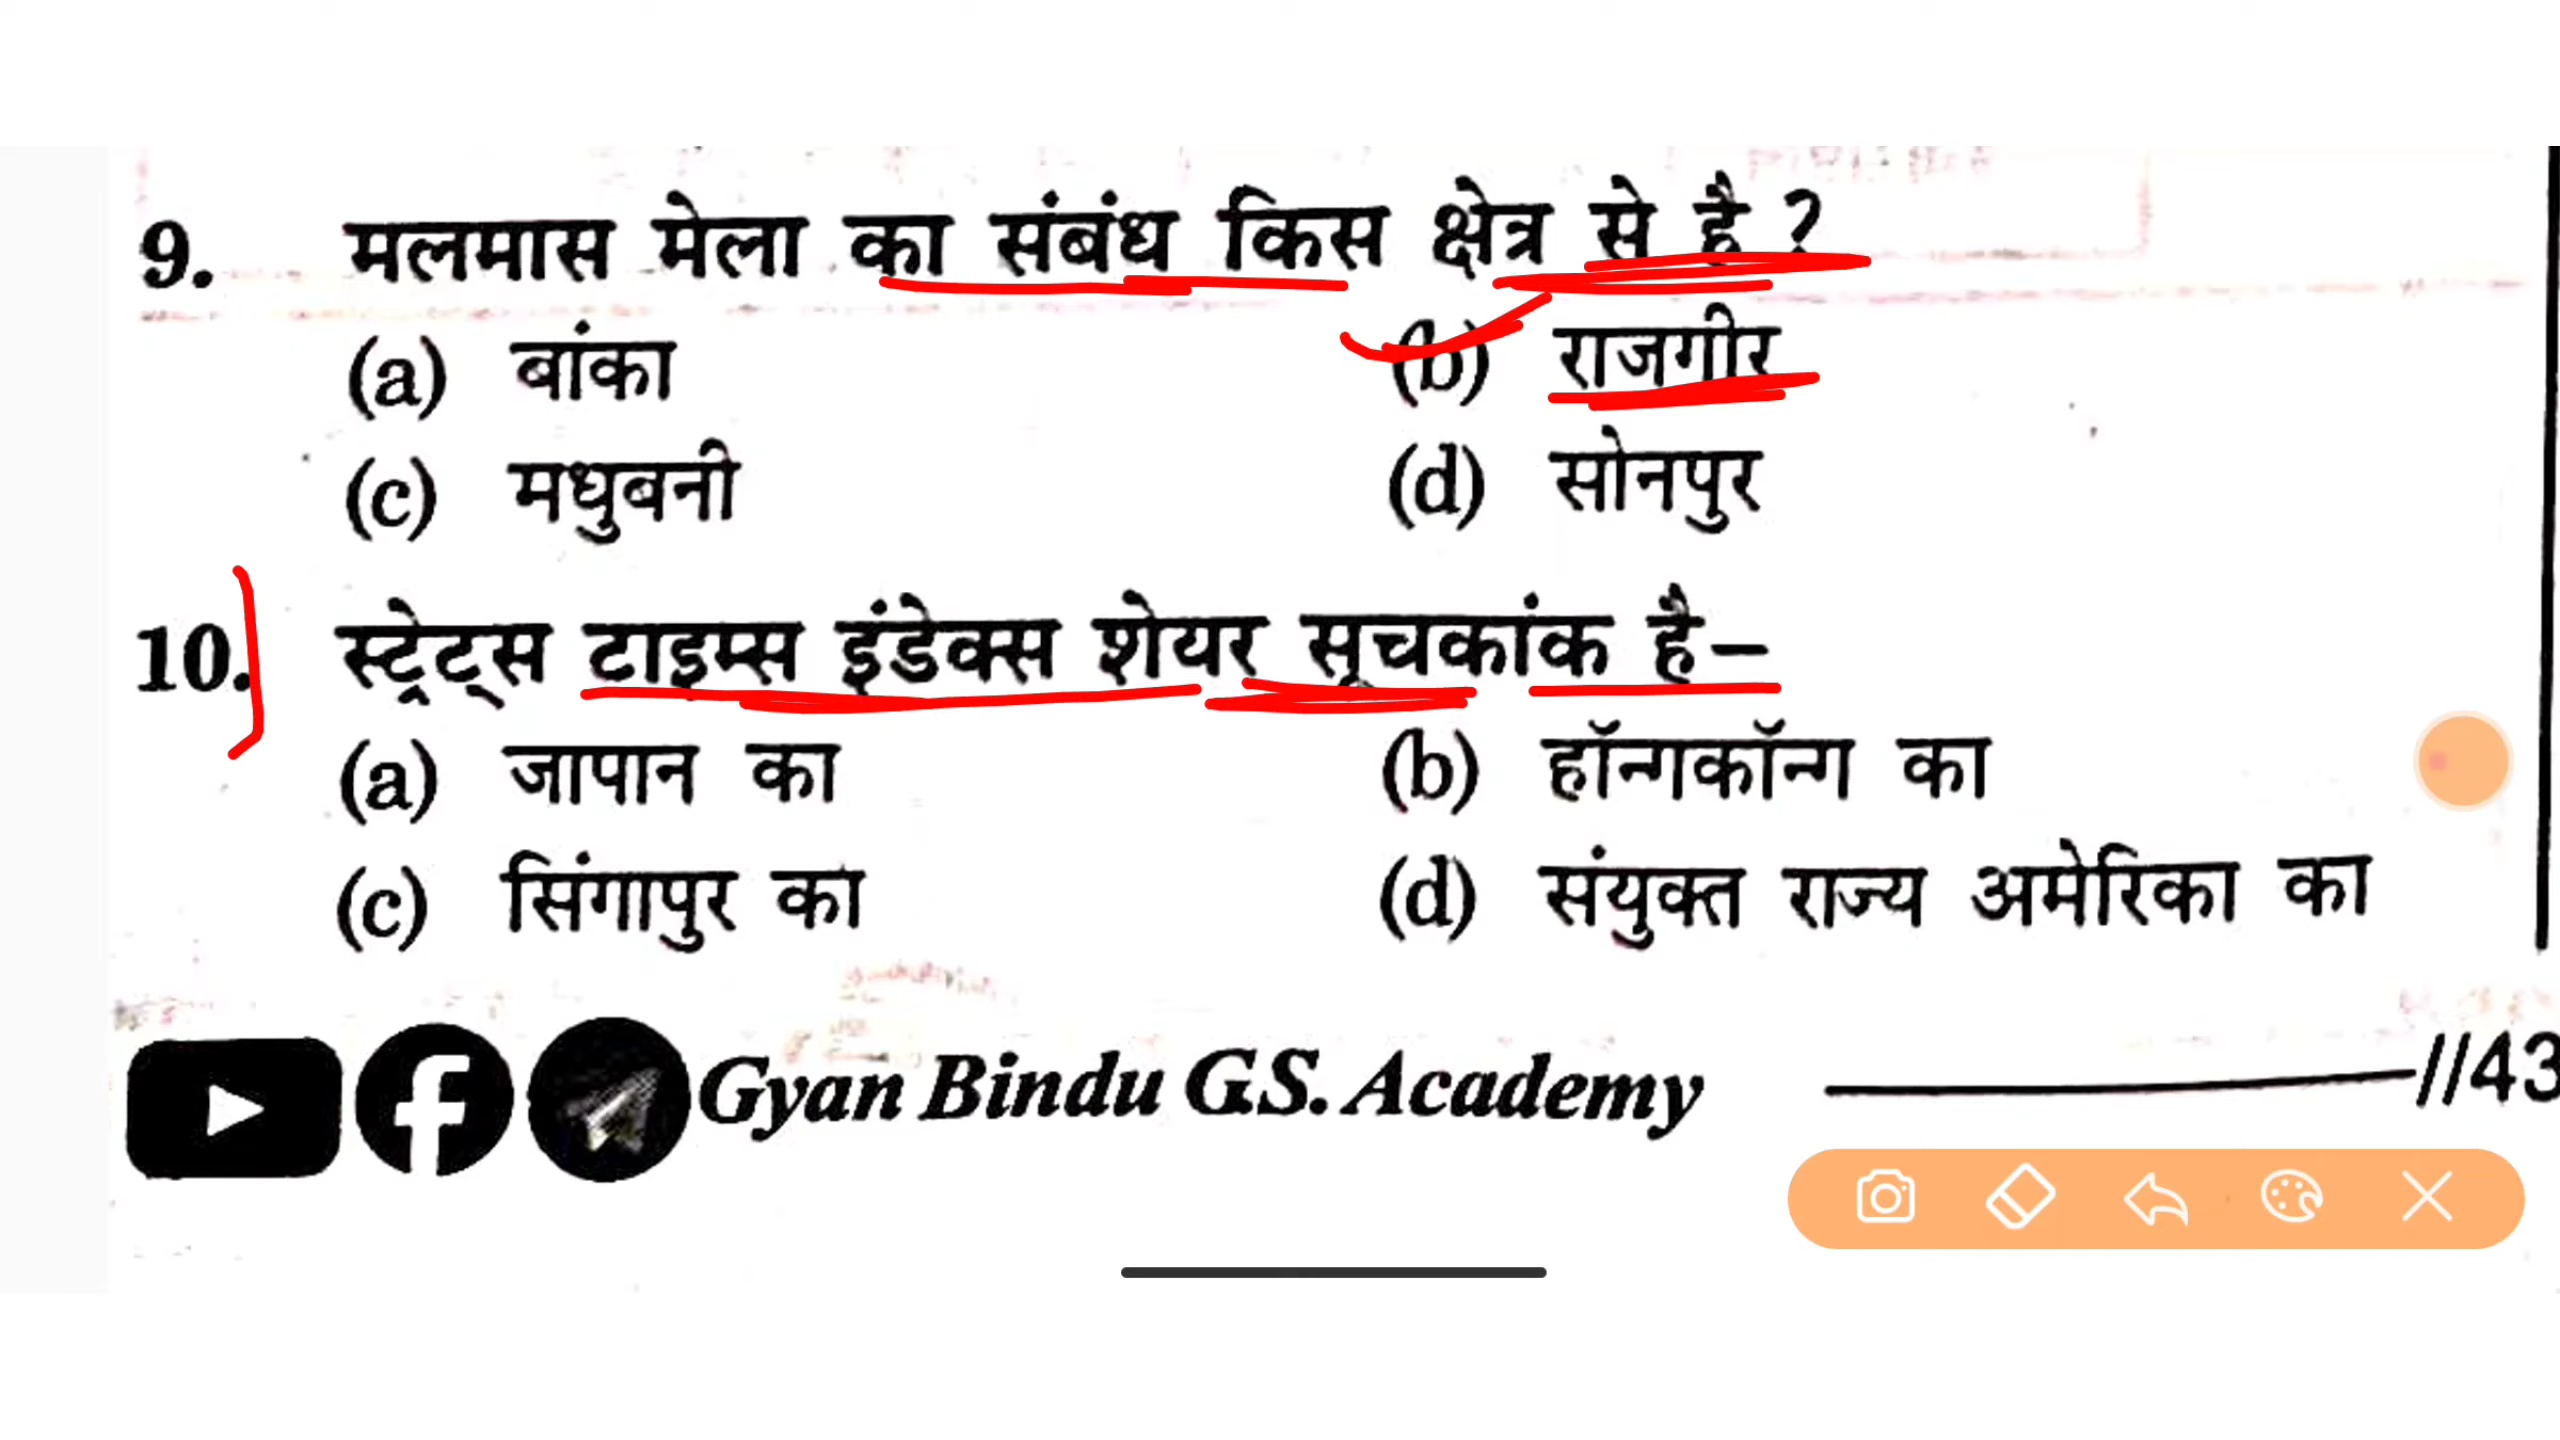 9. मलमास मेला का संबंध किस क्षेत्र से है ?
(a) बांका (b) राजगीर
(c) मधुबनी (d) सोनपुर
10. स्ट्रेट्स टाइम्स इंडेक्स शेयर सूचकांक है–
(a) जापान का (b) हॉन्गकॉन्ग का
(c) सिंगापुर का (d) संयुक्त राज्य अमेरिका का
Gyan Bindu G.S. Academy //43